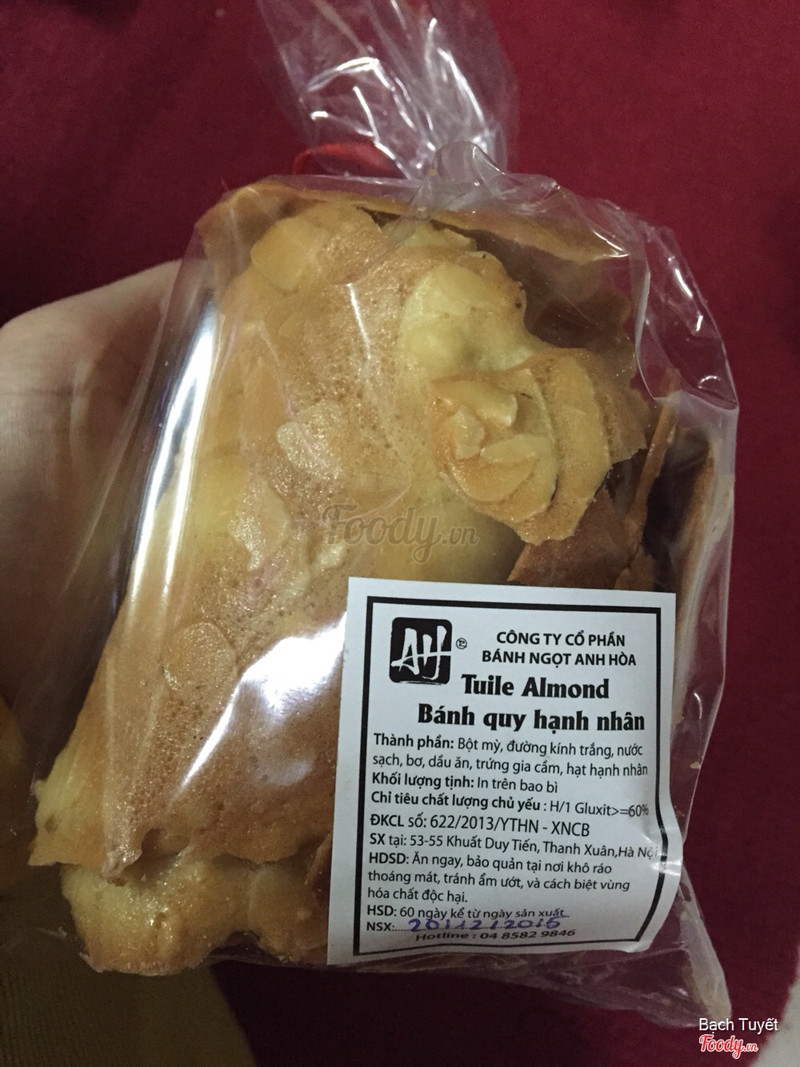 Foody.vn
AH ®
CÔNG TY CỔ PHẦN
BÁNH NGỌT ANH HÒA
Tuile Almond
Bánh quy hạnh nhân
Thành phần: Bột mỳ, đường kính trắng, nước
sạch, bơ, dầu ăn, trứng gia cầm, hạt hạnh nhân
Khối lượng tịnh: In trên bao bì
Chỉ tiêu chất lượng chủ yếu : H/1 Gluxit>=60%
ĐKCL số: 622/2013/YTHN - XNCB
SX tại: 53-55 Khuất Duy Tiến, Thanh Xuân,Hà Nội
HDSD: Ăn ngay, bảo quản tại nơi khô ráo
thoáng mát, tránh ẩm ướt, và cách biệt vùng
hóa chất độc hại.
HSD: 60 ngày kể từ ngày sản xuất
NSX: 20/12/2015
Hotline : 04 8582 9846
Bạch Tuyết
Foody.vn